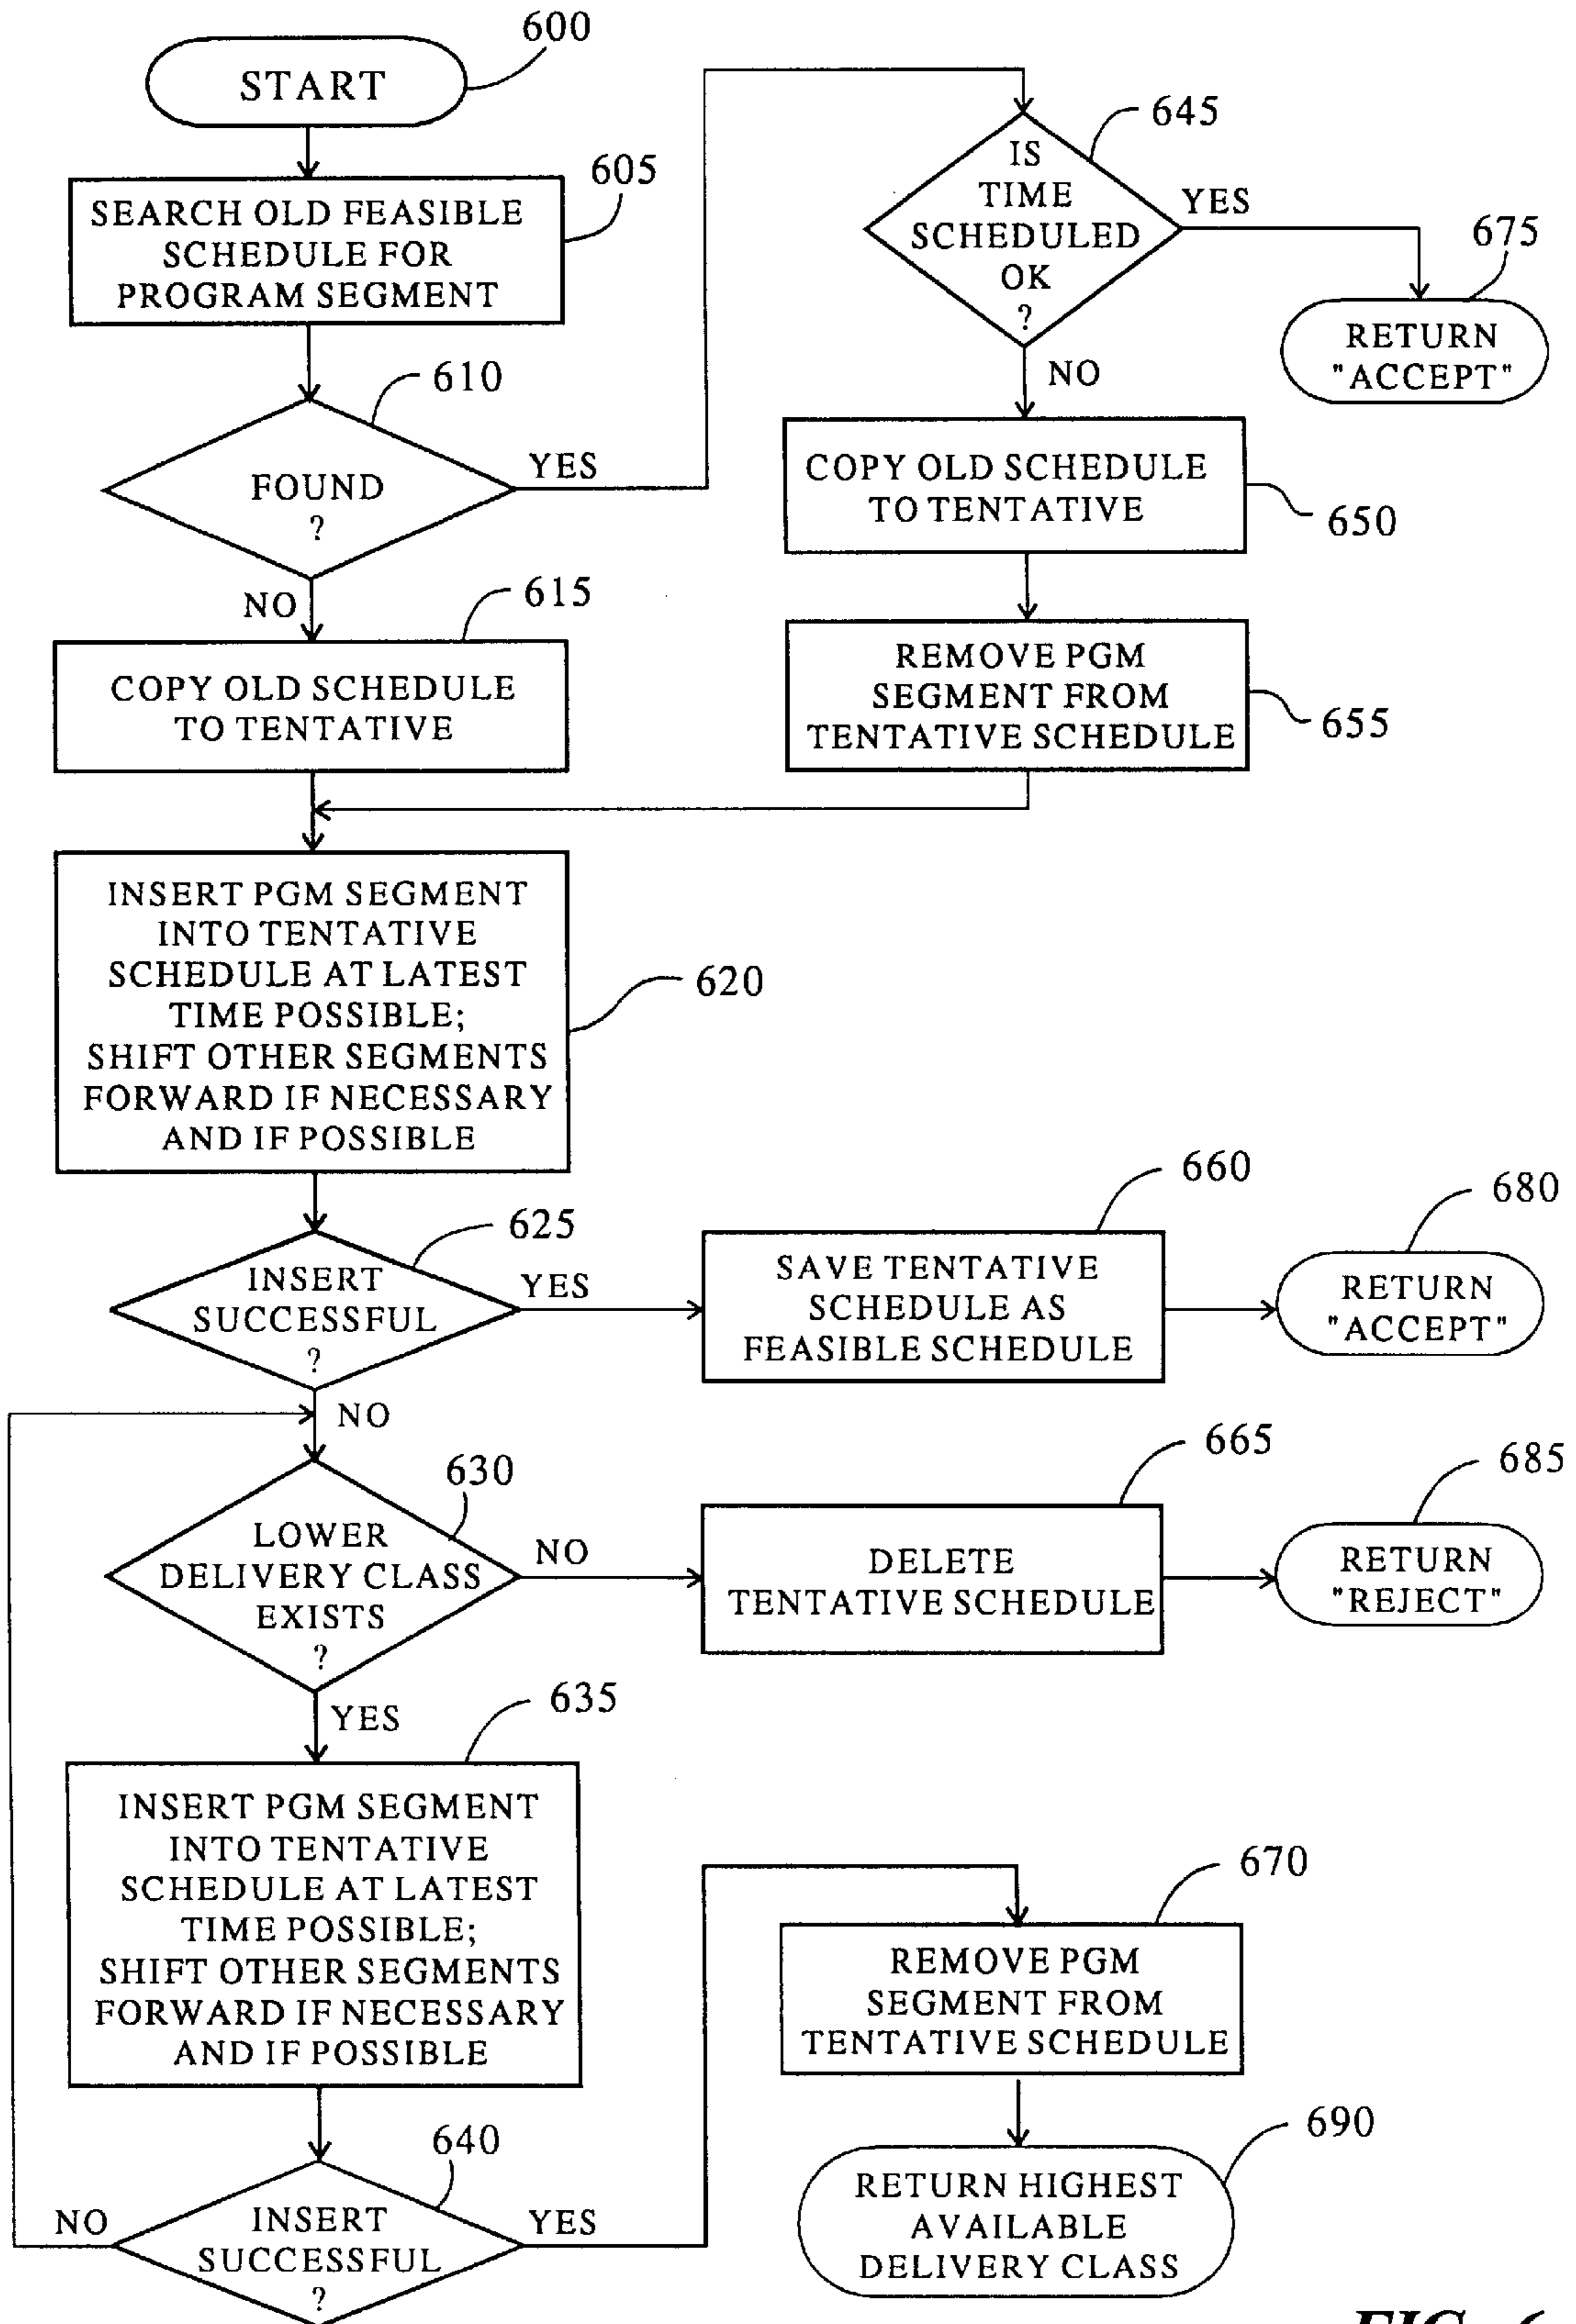 600
START
605
SEARCH OLD FEASIBLE
SCHEDULE FOR
PROGRAM SEGMENT
610
FOUND
?
YES
NO
615
COPY OLD SCHEDULE
TO TENTATIVE
645
IS
TIME
SCHEDULED
OK
?
YES
675
RETURN
"ACCEPT"
NO
COPY OLD SCHEDULE
TO TENTATIVE
650
REMOVE PGM
SEGMENT FROM
TENTATIVE SCHEDULE
655
INSERT PGM SEGMENT
INTO TENTATIVE
SCHEDULE AT LATEST
TIME POSSIBLE;
SHIFT OTHER SEGMENTS
FORWARD IF NECESSARY
AND IF POSSIBLE
620
625
INSERT
SUCCESSFUL
?
YES
660
SAVE TENTATIVE
SCHEDULE AS
FEASIBLE SCHEDULE
680
RETURN
"ACCEPT"
NO
630
LOWER
DELIVERY CLASS
EXISTS
?
NO
665
DELETE
TENTATIVE SCHEDULE
685
RETURN
"REJECT"
YES
635
INSERT PGM SEGMENT
INTO TENTATIVE
SCHEDULE AT LATEST
TIME POSSIBLE;
SHIFT OTHER SEGMENTS
FORWARD IF NECESSARY
AND IF POSSIBLE
640
NO
INSERT
SUCCESSFUL
?
YES
670
REMOVE PGM
SEGMENT FROM
TENTATIVE SCHEDULE
690
RETURN HIGHEST
AVAILABLE
DELIVERY CLASS